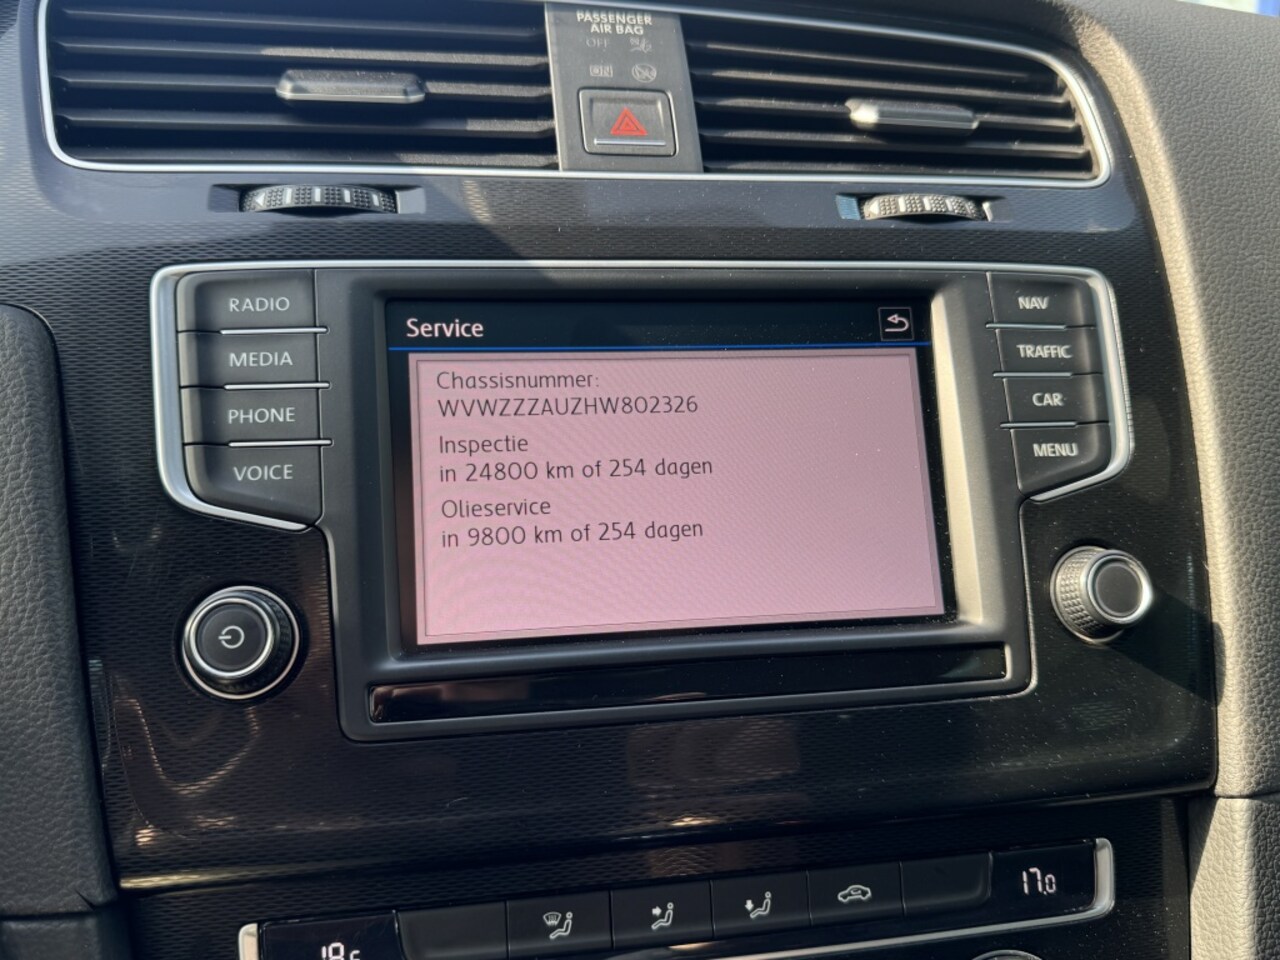 PASSENGER
AIR BAG
OFF
ON
RADIO
MEDIA
PHONE
VOICE
Service
Chassisnummer:
WVWZZZAUZHW802326
Inspectie
in 24800 km of 254 dagen
Olieservice
in 9800 km of 254 dagen
NAV
TRAFFIC
CAR
MENU
17.0